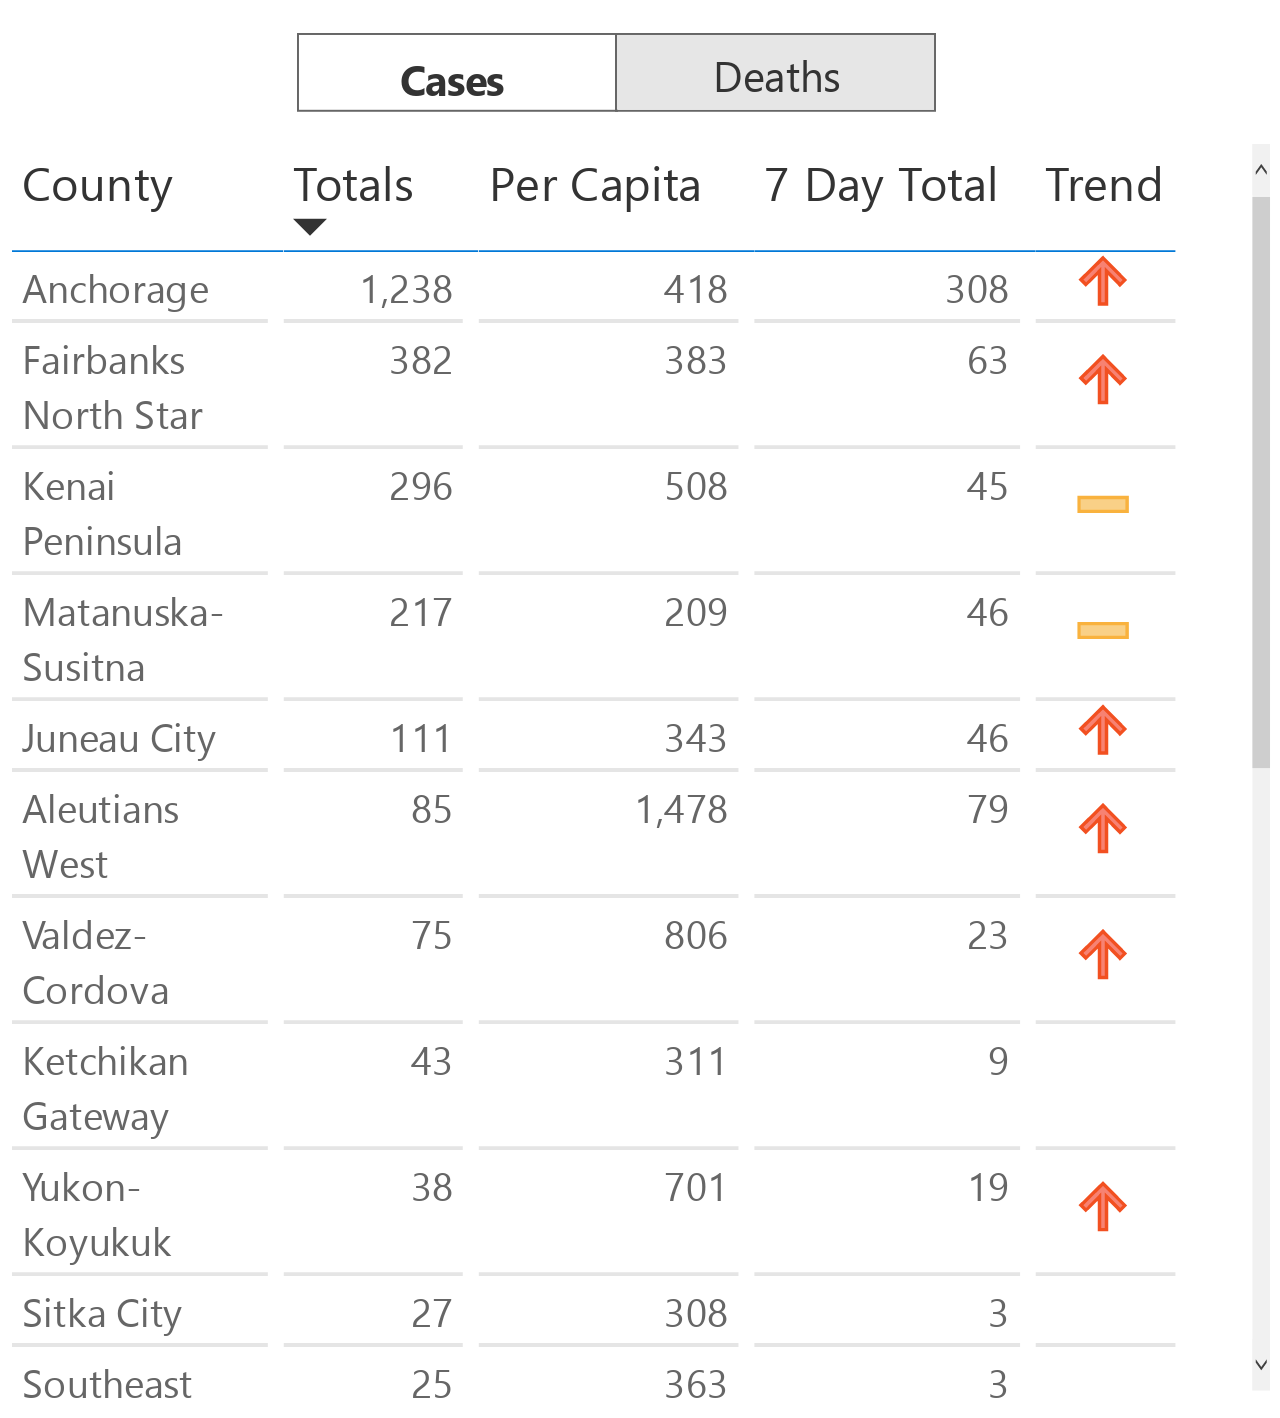 Cases Deaths
County Totals Per Capita 7 Day Total Trend
Anchorage 1,238 418 308
Fairbanks 382 383 63
North Star
Kenai 296 508 45
Peninsula
Matanuska- 217 209 46
Susitna
Juneau City 111 343 46
Aleutians 85 1,478 79
West
Valdez- 75 806 23
Cordova
Ketchikan 43 311 9
Gateway
Yukon- 38 701 19
Koyukuk
Sitka City 27 308 3
Southeast 25 363 3